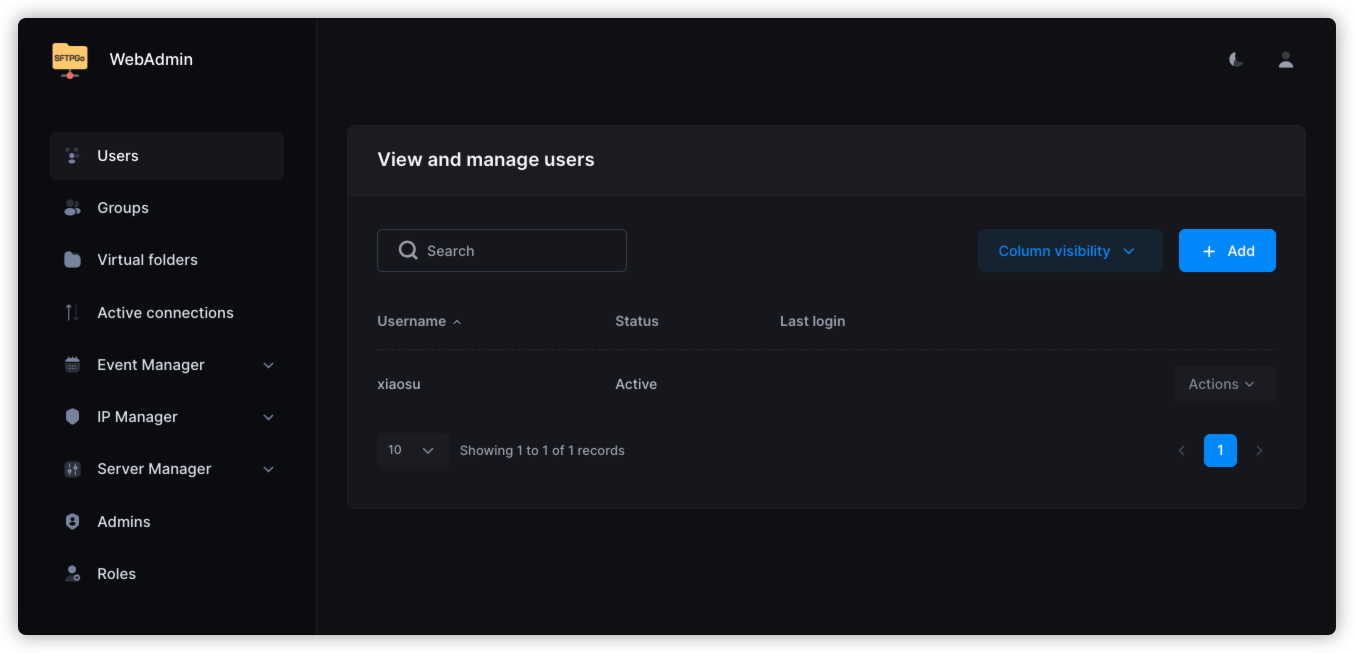 SFTPGo
WebAdmin
Users
Groups
Virtual folders
Active connections
Event Manager
IP Manager
Server Manager
Admins
Roles
View and manage users
Search
Column visibility
+ Add
Username Status Last login
xiaosu Active Actions
10 Showing 1 to 1 of 1 records 1